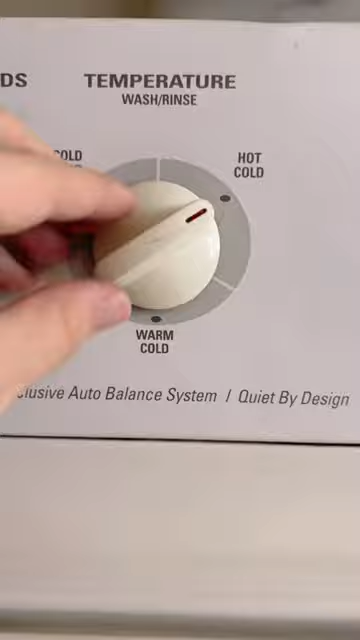 DS
TEMPERATURE
WASH/RINSE
COLD
HOT
COLD
WARM
COLD
clusive Auto Balance System / Quiet By Design